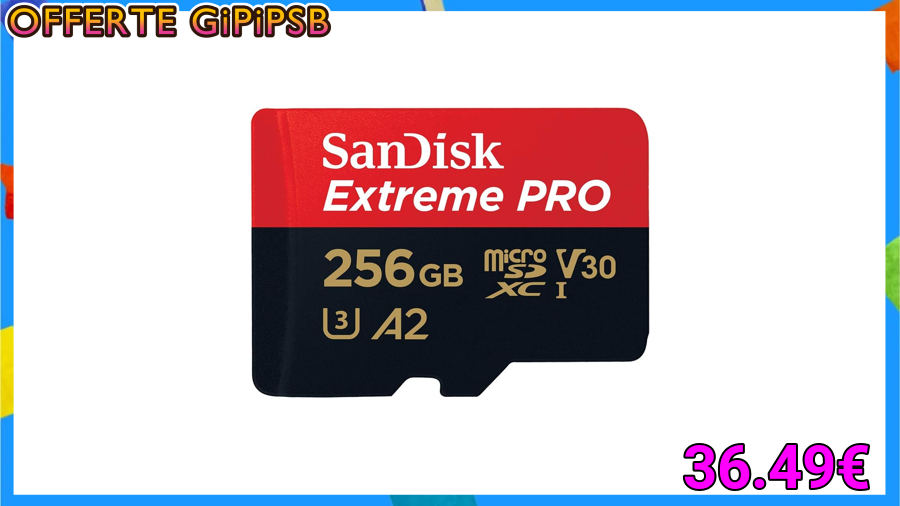 OFFERTE GiPiPSB
SanDisk
Extreme PRO
256GB
micro SD XC I
V30
U3 A2
36.49€